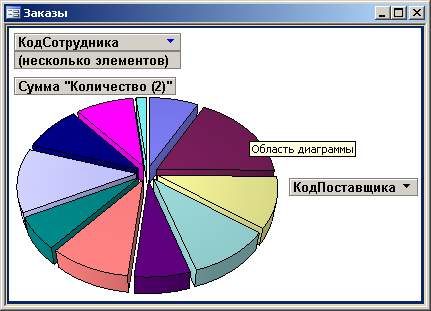 Заказы
КодСотрудника
(несколько элементов)
Сумма "Количество (2)"
Область диаграммы
КодПоставщика